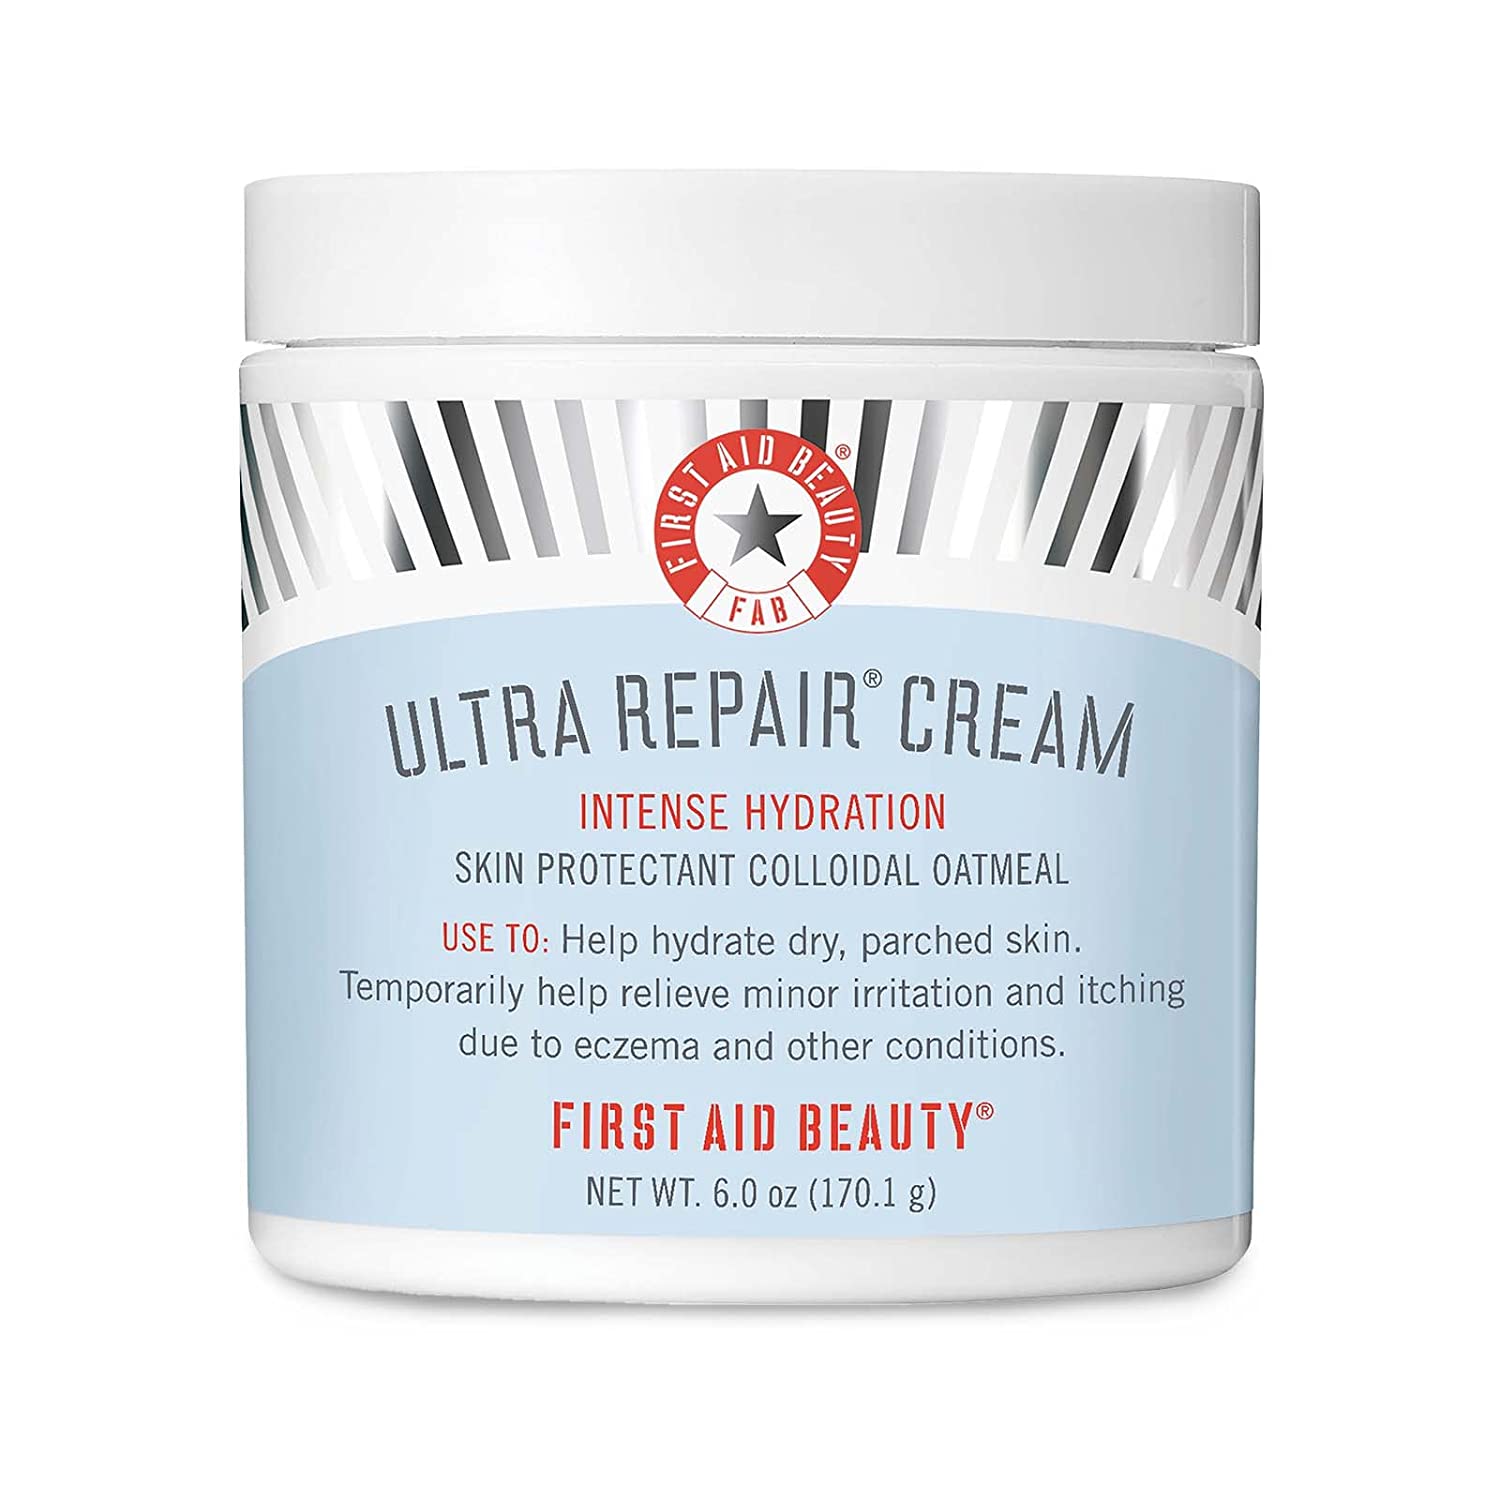 FIRST AID BEAUTY®
FAB
ULTRA REPAIR® CREAM
INTENSE HYDRATION
SKIN PROTECTANT COLLOIDAL OATMEAL
USE TO: Help hydrate dry, parched skin.
Temporarily help relieve minor irritation and itching
due to eczema and other conditions.
FIRST AID BEAUTY®
NET WT. 6.0 oz (170.1 g)